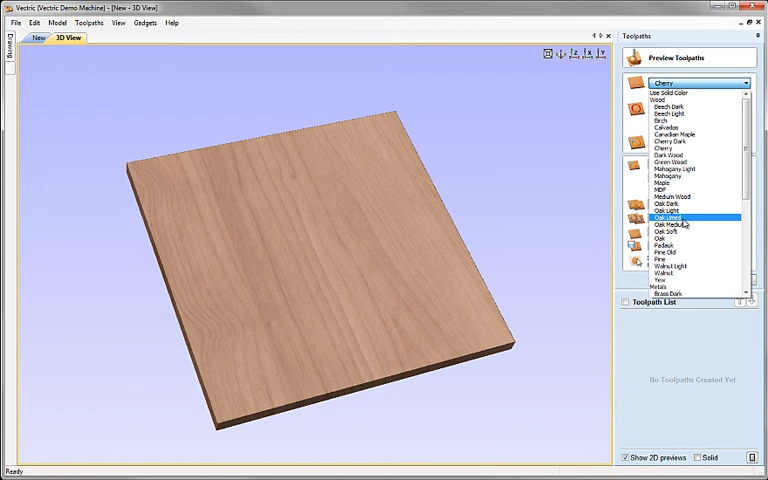 Vectric {Vectric Demo Machine} - [New - 3D View]
File Edit Model Toolpaths View Gadgets Help
Drawing
New 3D View
Toolpaths
Preview Toolpaths
Cherry
Use Solid Color
Wood
Beech Dark
Beech Light
Birch
Calvados
Canadian Maple
Cherry Dark
Cherry
Dark Wood
Green Wood
Mahogany Light
Mahogany
Maple
MDF
Medium Wood
Oak Dark
Oak Light
Oak Limed
Oak Medium
Oak Soft
Oak
Padauk
Pine Old
Pine
Walnut Light
Walnut
Yew
Metals
Brass Dark
Toolpath List
No Toolpaths Created Yet
Show 2D previews Solid
Ready